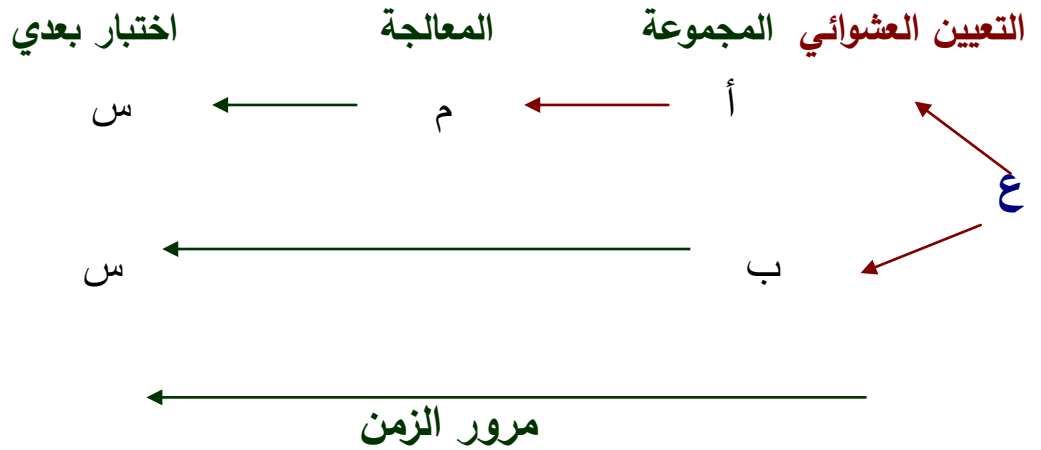 التعيين العشوائي المجموعة المعالجة اختبار بعدي
أ م س
ع
ب س
مرور الزمن